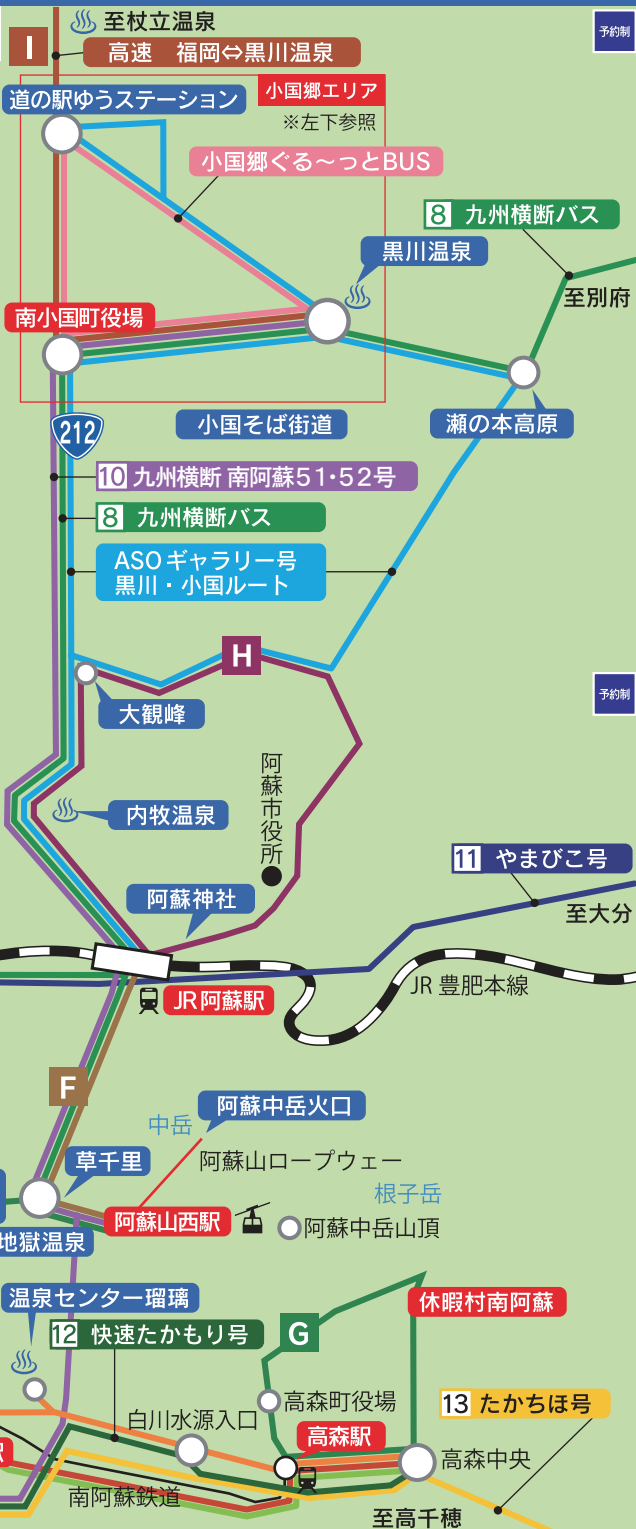 至杖立温泉
予約制
I
高速 福岡⇔黒川温泉
小国郷エリア
道の駅ゆうステーション
※左下参照
小国郷ぐる〜っとBUS
8 九州横断バス
黒川温泉
至別府
南小国町役場
小国そば街道
瀬の本高原
212
10 九州横断 南阿蘇51・52号
8 九州横断バス
ASOギャラリー号
黒川・小国ルート
H
予約制
大観峰
阿蘇市役所
内牧温泉
11 やまびこ号
阿蘇神社
至大分
JR 豊肥本線
JR阿蘇駅
F
阿蘇中岳火口
中岳
草千里
阿蘇山ロープウェー
根子岳
阿蘇山西駅
阿蘇中岳山頂
地獄温泉
温泉センター瑠璃
休暇村南阿蘇
12 快速たかもり号
G
高森町役場
13 たかちほ号
白川水源入口
高森駅
駅
高森中央
南阿蘇鉄道
至高千穂